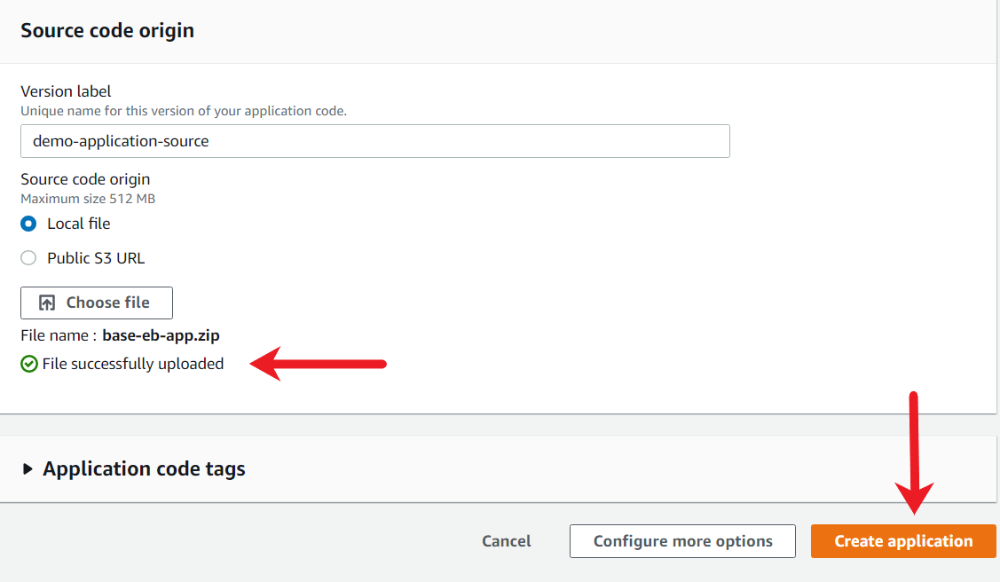 Source code origin
Version label
Unique name for this version of your application code.
demo-application-source
Source code origin
Maximum size 512 MB
Local file
Public S3 URL
Choose file
File name : base-eb-app.zip
File successfully uploaded
Application code tags
Cancel Configure more options Create application